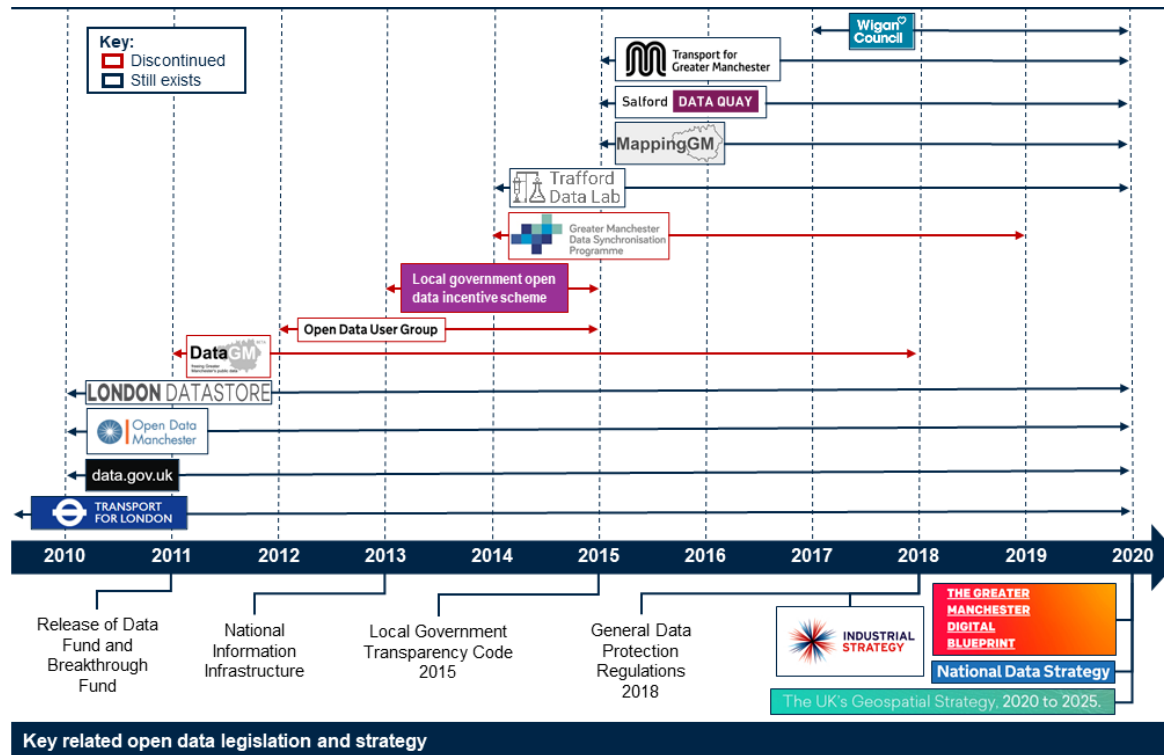 Key:
Discontinued
Still exists
Wigan
Council
Transport for
Greater Manchester
Salford DATA QUAY
MappingGM
Trafford
Data Lab
Greater Manchester
Data Synchronisation
Programme
Local government open
data incentive scheme
Open Data User Group
DataGM
LONDON DATASTORE
Open Data
Manchester
data.gov.uk
TRANSPORT
FOR LONDON
2010 2011 2012 2013 2014 2015 2016 2017 2018 2019 2020
Release of Data
Fund and
Breakthrough
Fund
National
Information
Infrastructure
Local Government
Transparency Code
2015
General Data
Protection
Regulations
2018
INDUSTRIAL
STRATEGY
THE GREATER
MANCHESTER
DIGITAL
BLUEPRINT
National Data Strategy
The UK's Geospatial Strategy, 2020 to 2025.
Key related open data legislation and strategy